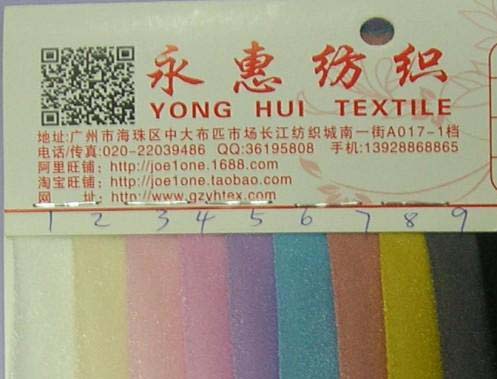 永惠纺织
YONG HUI TEXTILE
地址:广州市海珠区中大布匹市场长江纺织城南一街A017-1档
电话/传真:020-22039486 QQ:36195808 手机:13928868865
阿里旺铺: http://joe1one.1688.com
淘宝旺铺: http://joe1one.taobao.com
网 址: http://www.gzyhtex.com
1 2 3 4 5 6 7 8 9